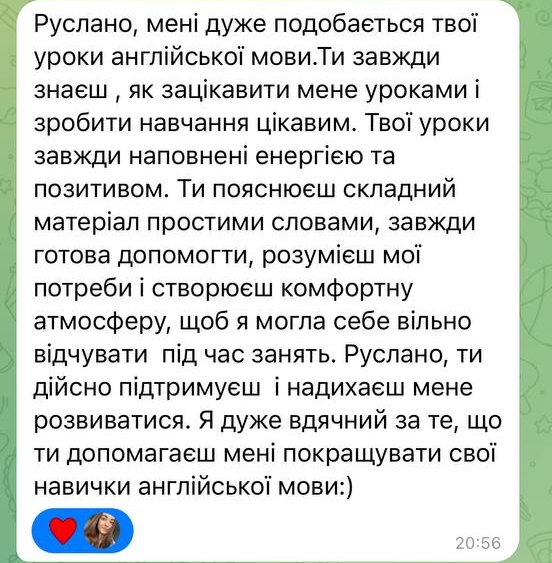 Руслано, мені дуже подобається твої
уроки англійської мови.Ти завжди
знаєш , як зацікавити мене уроками і
зробити навчання цікавим. Твої уроки
завжди наповнені енергією та
позитивом. Ти пояснюєш складний
матеріал простими словами, завжди
готова допомогти, розумієш мої
потреби і створюєш комфортну
атмосферу, щоб я могла себе вільно
відчувати  під час занять. Руслано, ти
дійсно підтримуєш  і надихаєш мене
розвиватися. Я дуже вдячний за те, що
ти допомагаєш мені покращувати свої
навички англійської мови:)
20:56